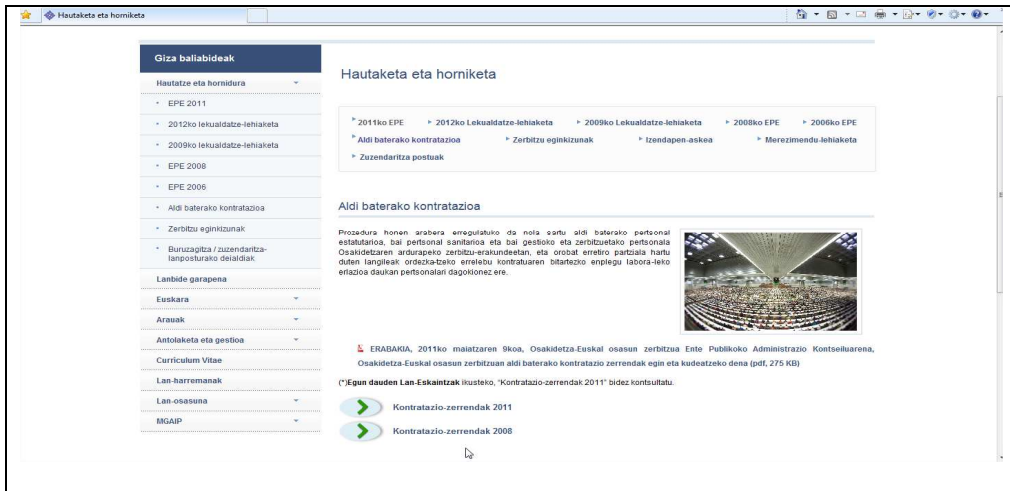 Hautaketa eta horniketa
Giza baliabideak
Hautatze eta hornidura
EPE 2011
2012ko lekualdatze-lehiaketa
2009ko lekualdatze-lehiaketa
EPE 2008
EPE 2006
Aldi baterako kontratazioa
Zerbitzu eginkizunak
Buruzagitza / zuzendaritza-
lanposturako deialdiak
Lanbide garapena
Euskara
Arauak
Antolaketa eta gestioa
Curriculum Vitae
Lan-harremanak
Lan-osasuna
MGAIP
Hautaketa eta horniketa
2011ko EPE 2012ko Lekualdatze-lehiaketa 2009ko Lekualdatze-lehiaketa 2008ko EPE 2006ko EPE
Aldi baterako kontratazioa Zerbitzu eginkizunak Izendapen-askea Merezimendu-lehiaketa
Zuzendaritza postuak
Aldi baterako kontratazioa
Prozedura honen arabera erregulatuko da nola sartu aldi baterako pertsonal
estatutarioa, bai pertsonal sanitarioa eta bai gestioko eta zerbitzuetako pertsonala
Osakidetzaren ardurapeko zerbitzu-erakundeetan, eta orobat erretiro partziala hartu
duten langileak ordezka-tzeko errelebu kontratuaren bitartezko enplegu labora-leko
erlazioa daukan pertsonalari dagokionez ere.
ERABAKIA, 2011ko maiatzaren 9koa, Osakidetza-Euskal osasun zerbitzua Ente Publikoko Administrazio Kontseiluarena,
Osakidetza-Euskal osasun zerbitzuan aldi baterako kontratazio zerrendak egin eta kudeatzeko dena (pdf, 275 KB)
(*)Egun dauden Lan-Eskaintzak ikusteko, "Kontratazio-zerrendak 2011" bidez kontsultatu.
Kontratazio-zerrendak 2011
Kontratazio-zerrendak 2008